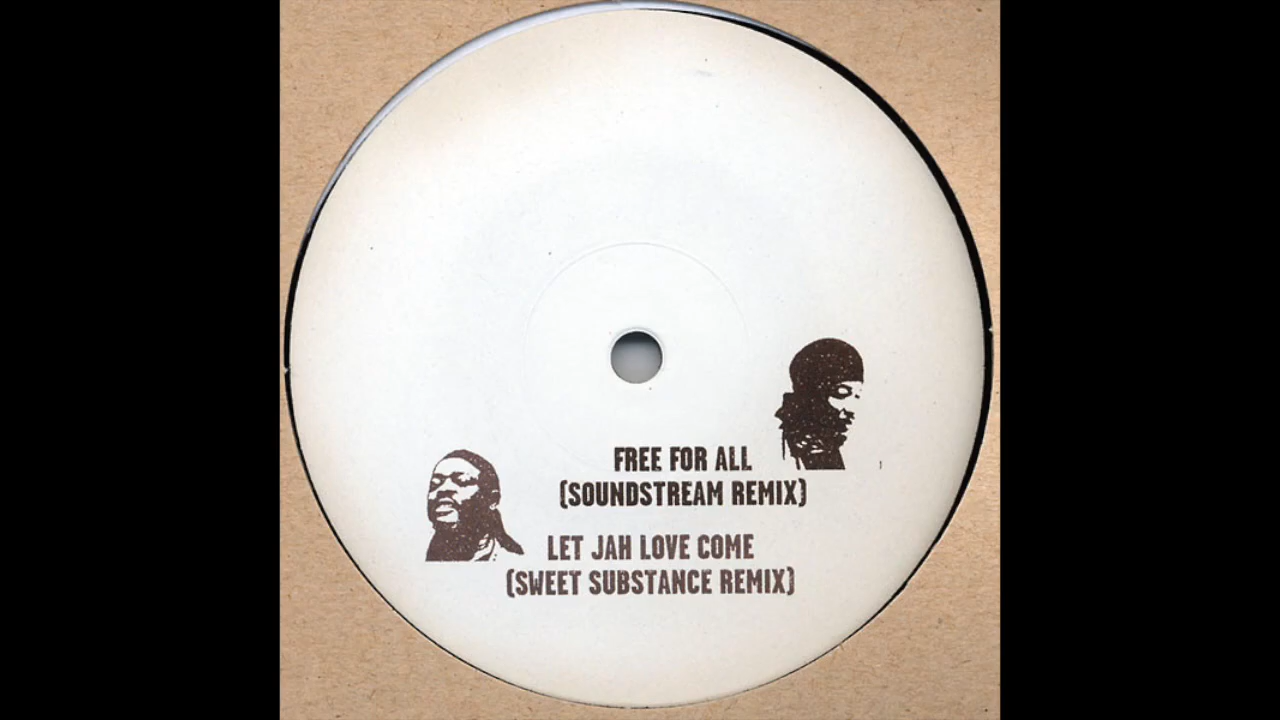 FREE FOR ALL
(SOUNDSTREAM REMIX)
LET JAH LOVE COME
(SWEET SUBSTANCE REMIX)